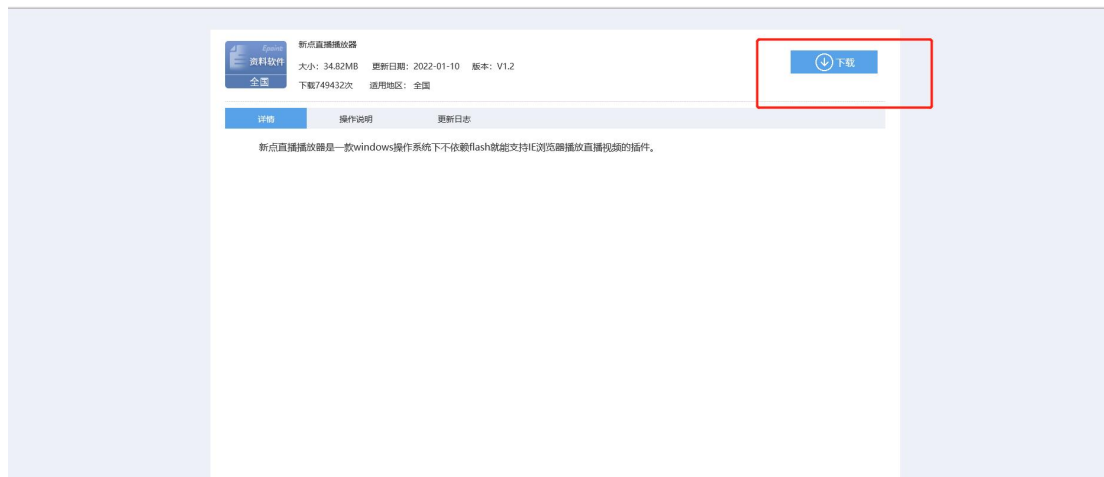 Epoint
资料软件
全国
新点直播播放器
大小：34.82MB 更新日期：2022-01-10 版本：V1.2
下载749432次 适用地区：全国
下载
详情 操作说明 更新日志
新点直播播放器是一款windows操作系统下不依赖flash就能支持IE浏览器播放直播视频的插件。